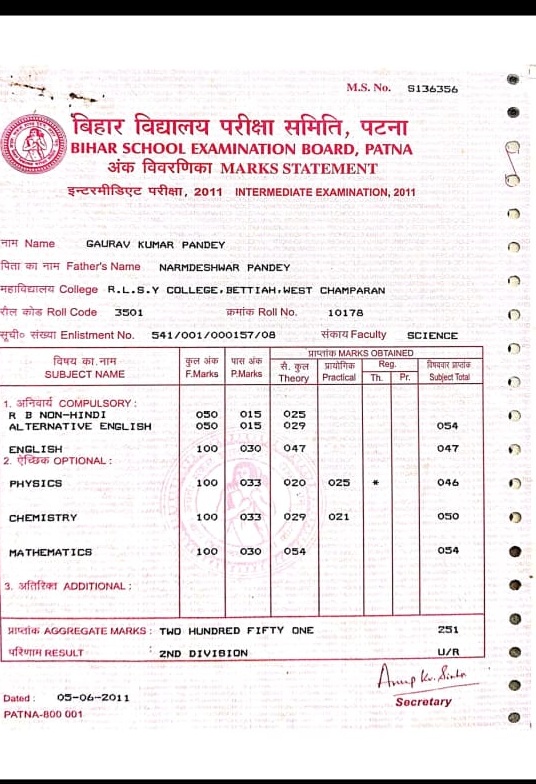 M.S. No. S136356
बिहार विद्यालय परीक्षा समिति, पटना
BIHAR SCHOOL EXAMINATION BOARD, PATNA
अंक विवरणिका MARKS STATEMENT
इन्टरमीडिएट परीक्षा, 2011 INTERMEDIATE EXAMINATION, 2011
नाम Name GAURAV KUMAR PANDEY
पिता का नाम Father's Name NARMDESHWAR PANDEY
महाविद्यालय College R.L.S.Y COLLEGE,BETTIAH,WEST CHAMPARAN
रौल कोड Roll Code 3501 क्रमांक Roll No. 10178
सूची० संख्या Enlistment No. 541/001/000157/08 संकाय Faculty SCIENCE
विषय का नाम SUBJECT NAME कुल अंक F.Marks पास अंक P.Marks प्राप्तांक MARKS OBTAINED
सै. कुल Theory प्रायोगिक Practical Reg. Th. Pr. विषयवार प्राप्तांक Subject Total
1. अनिवार्य COMPULSORY :
R B NON-HINDI 050 015 025
ALTERNATIVE ENGLISH 050 015 029 054
ENGLISH 100 030 047 047
2. ऐच्छिक OPTIONAL :
PHYSICS 100 033 020 025 * 046
CHEMISTRY 100 033 029 021 050
MATHEMATICS 100 030 054 054
3. अतिरिक्त ADDITIONAL :
प्राप्तांक AGGREGATE MARKS : TWO HUNDRED FIFTY ONE 251
परिणाम RESULT : 2ND DIVISION U/R
Anup Kr. Sinha
Dated : 05-06-2011 Secretary
PATNA-800 001